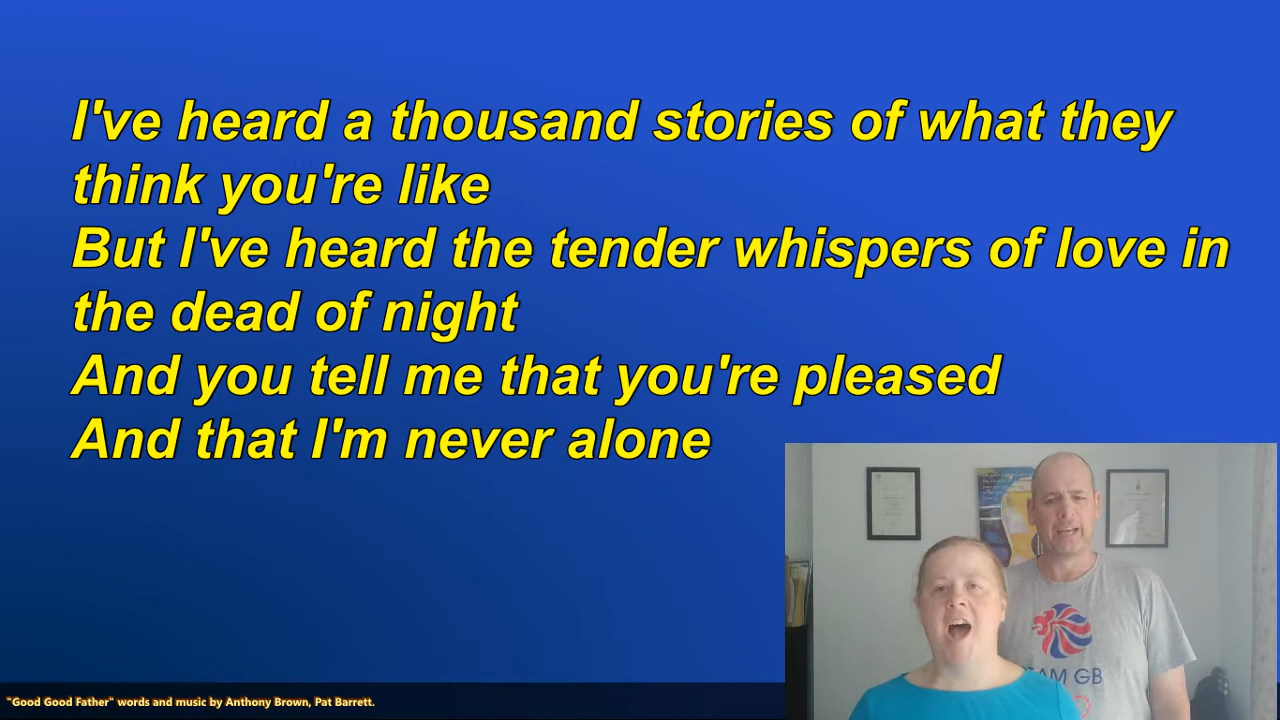 I've heard a thousand stories of what they
think you're like
But I've heard the tender whispers of love in
the dead of night
And you tell me that you're pleased
And that I'm never alone
AM GB
"Good Good Father" words and music by Anthony Brown, Pat Barrett.